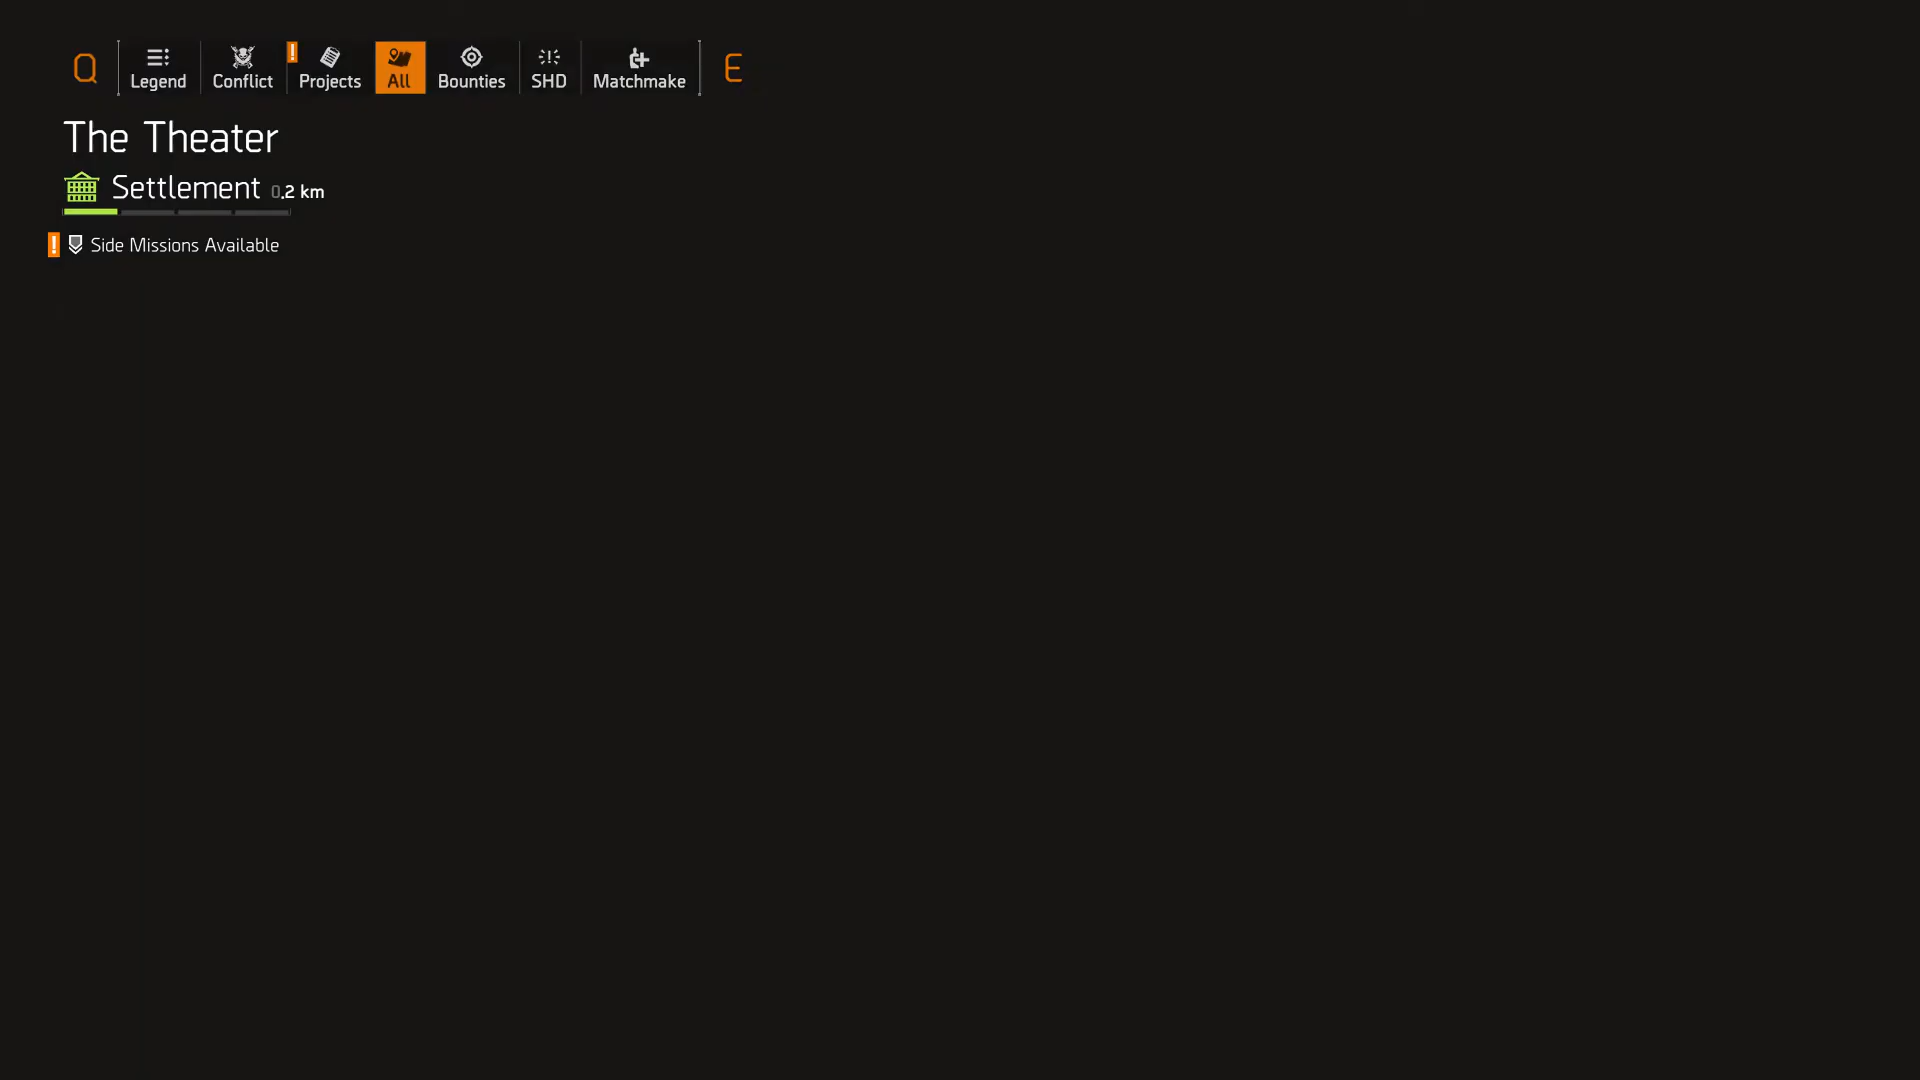 Q Legend Conflict ! Projects All Bounties SHD Matchmake E
The Theater
Settlement 0.2 km
! Side Missions Available